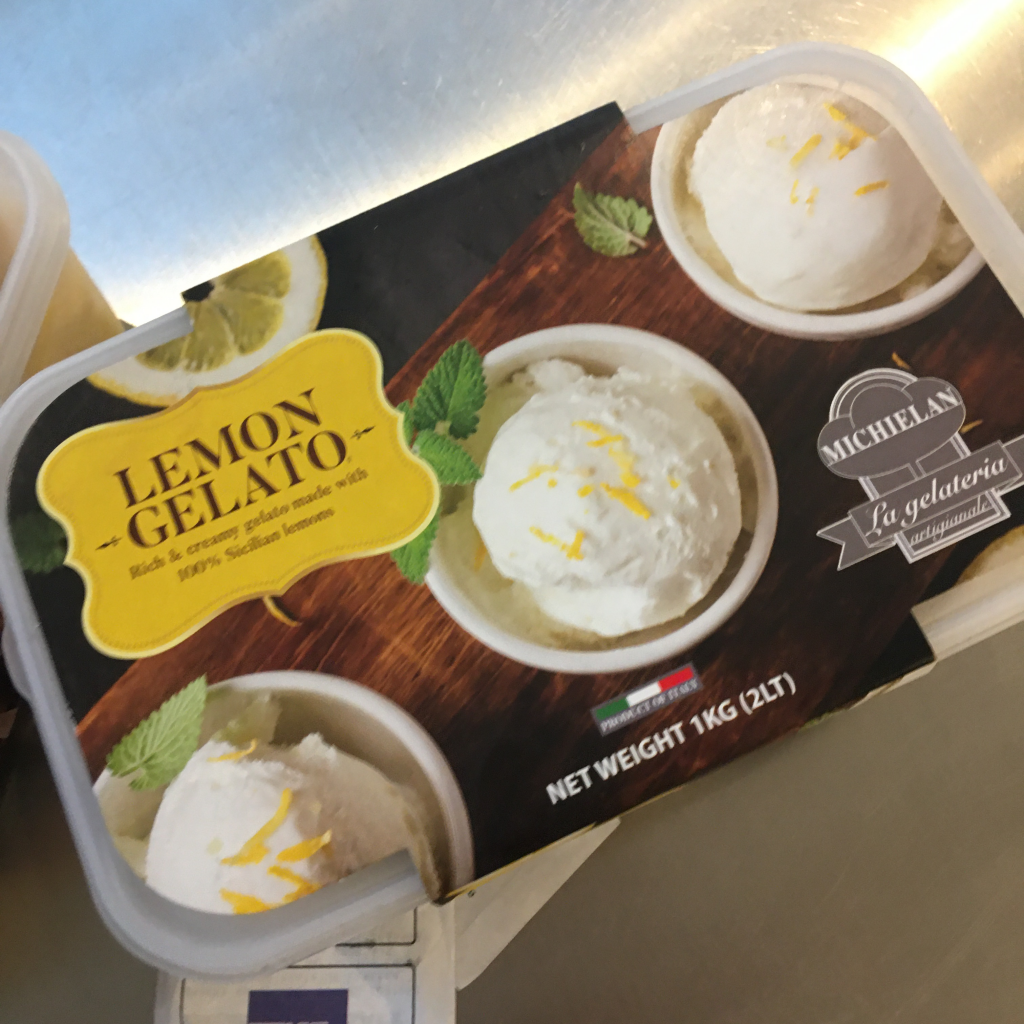 LEMON
GELATO
Rich & creamy gelato made with
100% Sicilian lemons
MICHIELAN
La gelateria
artigianale
PRODUCT OF ITALY
NET WEIGHT 1KG (2LT)